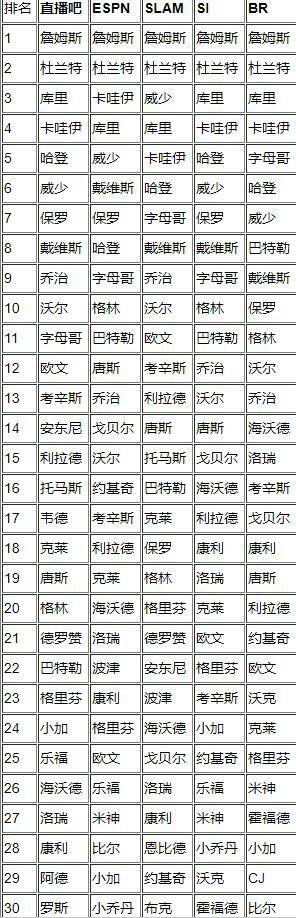 排名 直播吧 ESPN SLAM SI BR
1 詹姆斯 詹姆斯 詹姆斯 詹姆斯 詹姆斯
2 杜兰特 杜兰特 杜兰特 杜兰特 杜兰特
3 库里 卡哇伊 威少 库里 库里
4 卡哇伊 库里 库里 卡哇伊 卡哇伊
5 哈登 威少 卡哇伊 哈登 字母哥
6 威少 戴维斯 哈登 威少 哈登
7 保罗 保罗 字母哥 保罗 威少
8 戴维斯 哈登 戴维斯 戴维斯 巴特勒
9 乔治 字母哥 乔治 字母哥 戴维斯
10 沃尔 格林 沃尔 格林 保罗
11 字母哥 巴特勒 欧文 巴特勒 格林
12 欧文 唐斯 考辛斯 乔治 沃尔
13 考辛斯 乔治 利拉德 沃尔 乔治
14 安东尼 戈贝尔 唐斯 唐斯 海沃德
15 利拉德 沃尔 托马斯 戈贝尔 洛瑞
16 托马斯 约基奇 巴特勒 海沃德 考辛斯
17 韦德 考辛斯 克莱 利拉德 戈贝尔
18 克莱 利拉德 保罗 康利 康利
19 唐斯 克莱 格林 洛瑞 唐斯
20 格林 海沃德 格里芬 克莱 利拉德
21 德罗赞 洛瑞 德罗赞 欧文 约基奇
22 巴特勒 波津 安东尼 格里芬 欧文
23 格里芬 康利 波津 考辛斯 沃克
24 小加 格里芬 海沃德 小加 克莱
25 乐福 欧文 戈贝尔 约基奇 格里芬
26 海沃德 乐福 洛瑞 乐福 米神
27 洛瑞 米神 康利 米神 霍福德
28 康利 比尔 恩比德 小乔丹 小加
29 阿德 小加 约基奇 沃克 CJ
30 罗斯 小乔丹 布克 霍福德 比尔